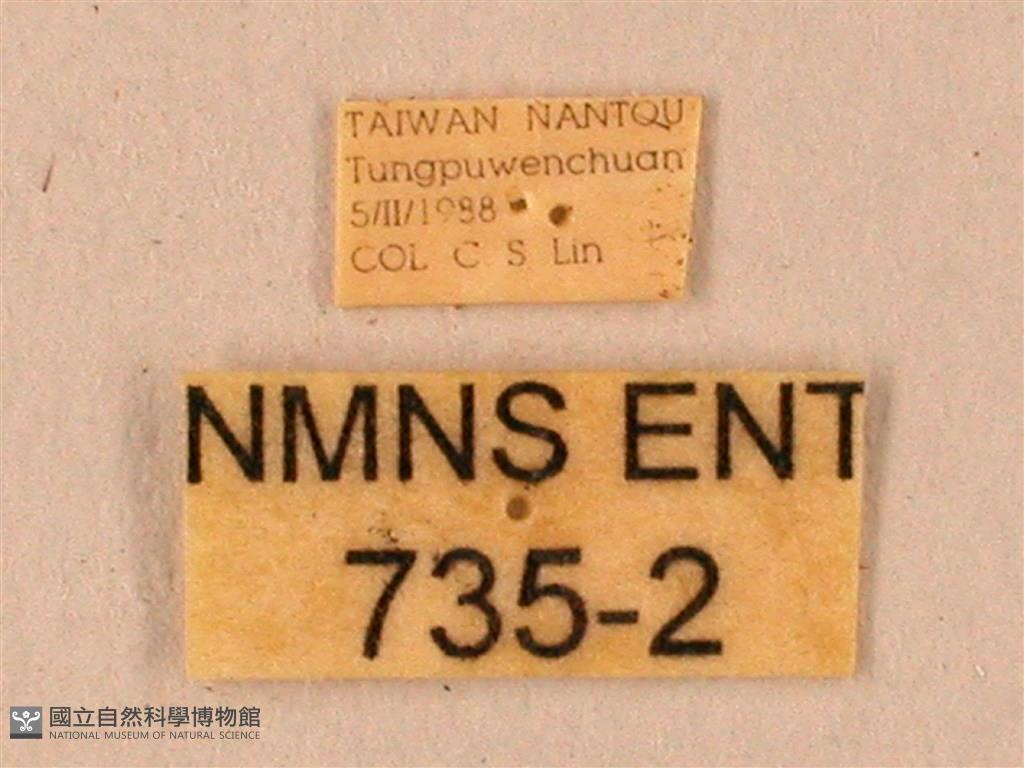 TAIWAN NANTOU
Tungpuwenchuan
5/II/1988
COL C S Lin
NMNS ENT
735-2
國立自然科學博物館
NATIONAL MUSEUM OF NATURAL SCIENCE